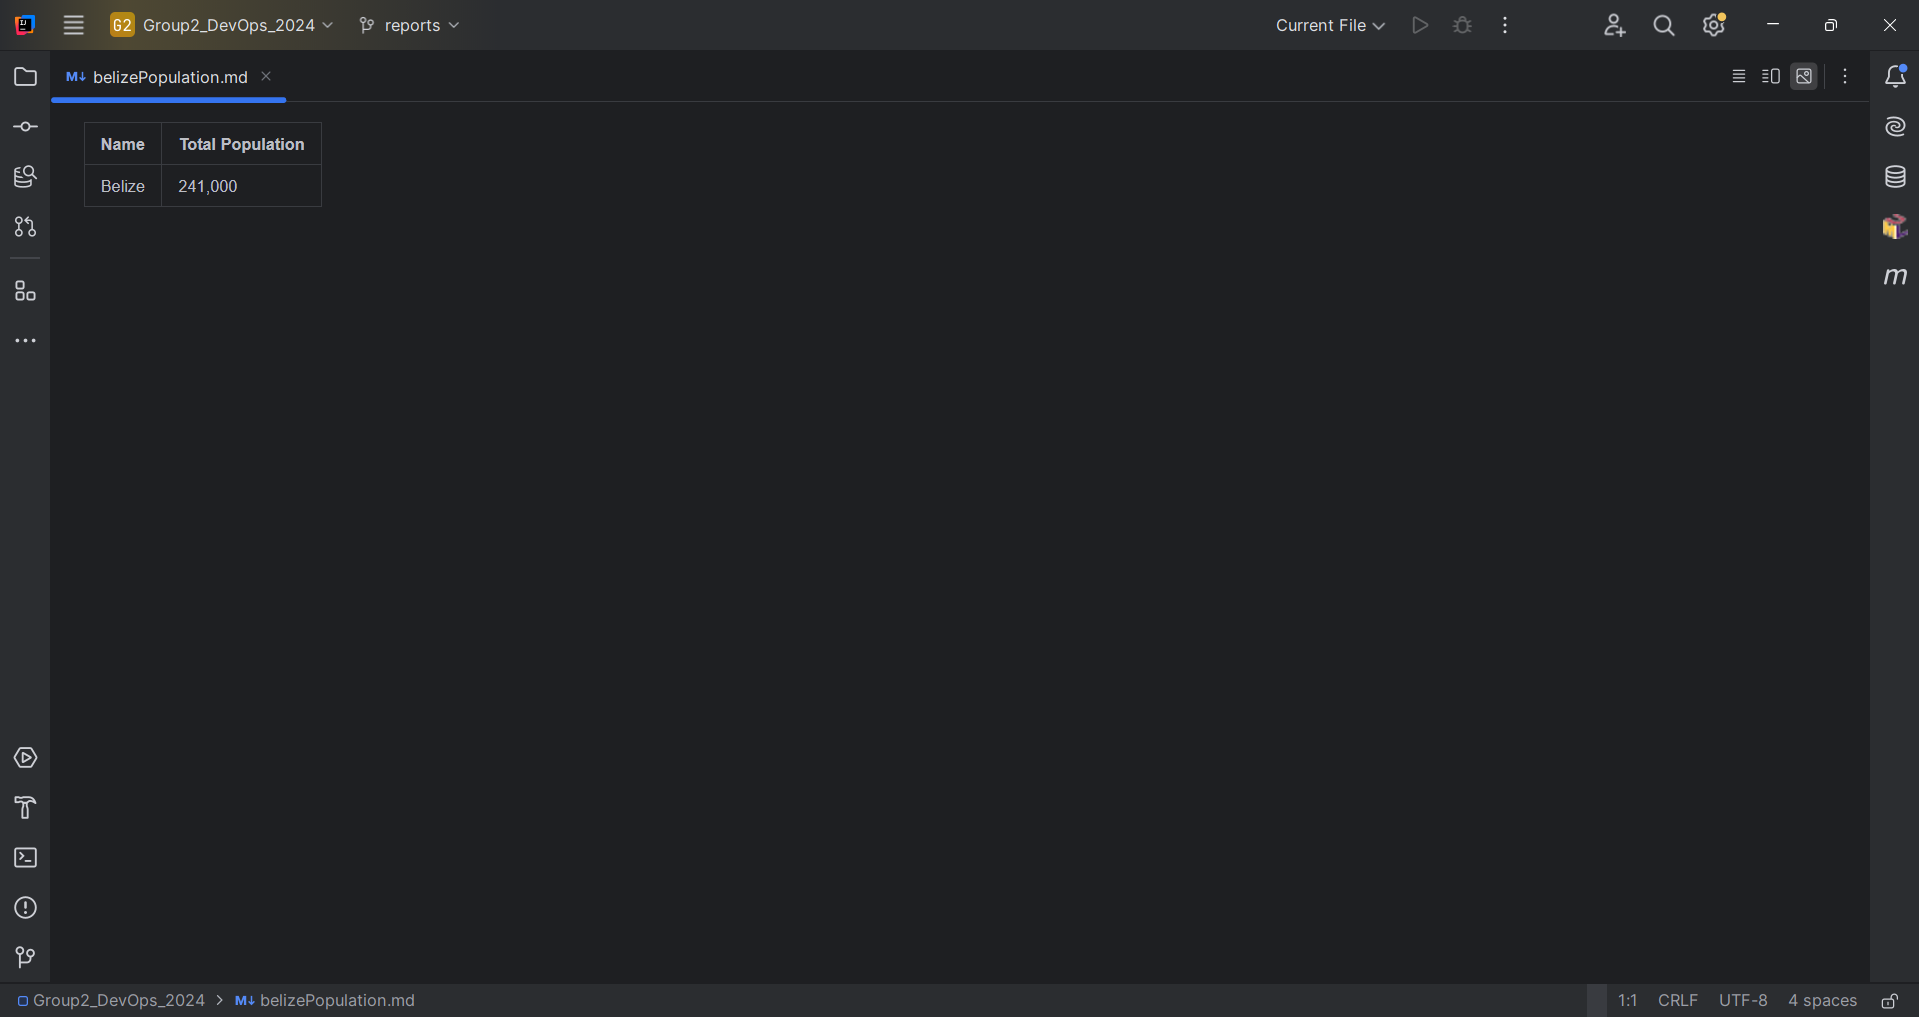 G2 Group2_DevOps_2024 reports Current File
M↓ belizePopulation.md
Name Total Population
Belize 241,000
m
Group2_DevOps_2024 > M↓ belizePopulation.md 1:1 CRLF UTF-8 4 spaces